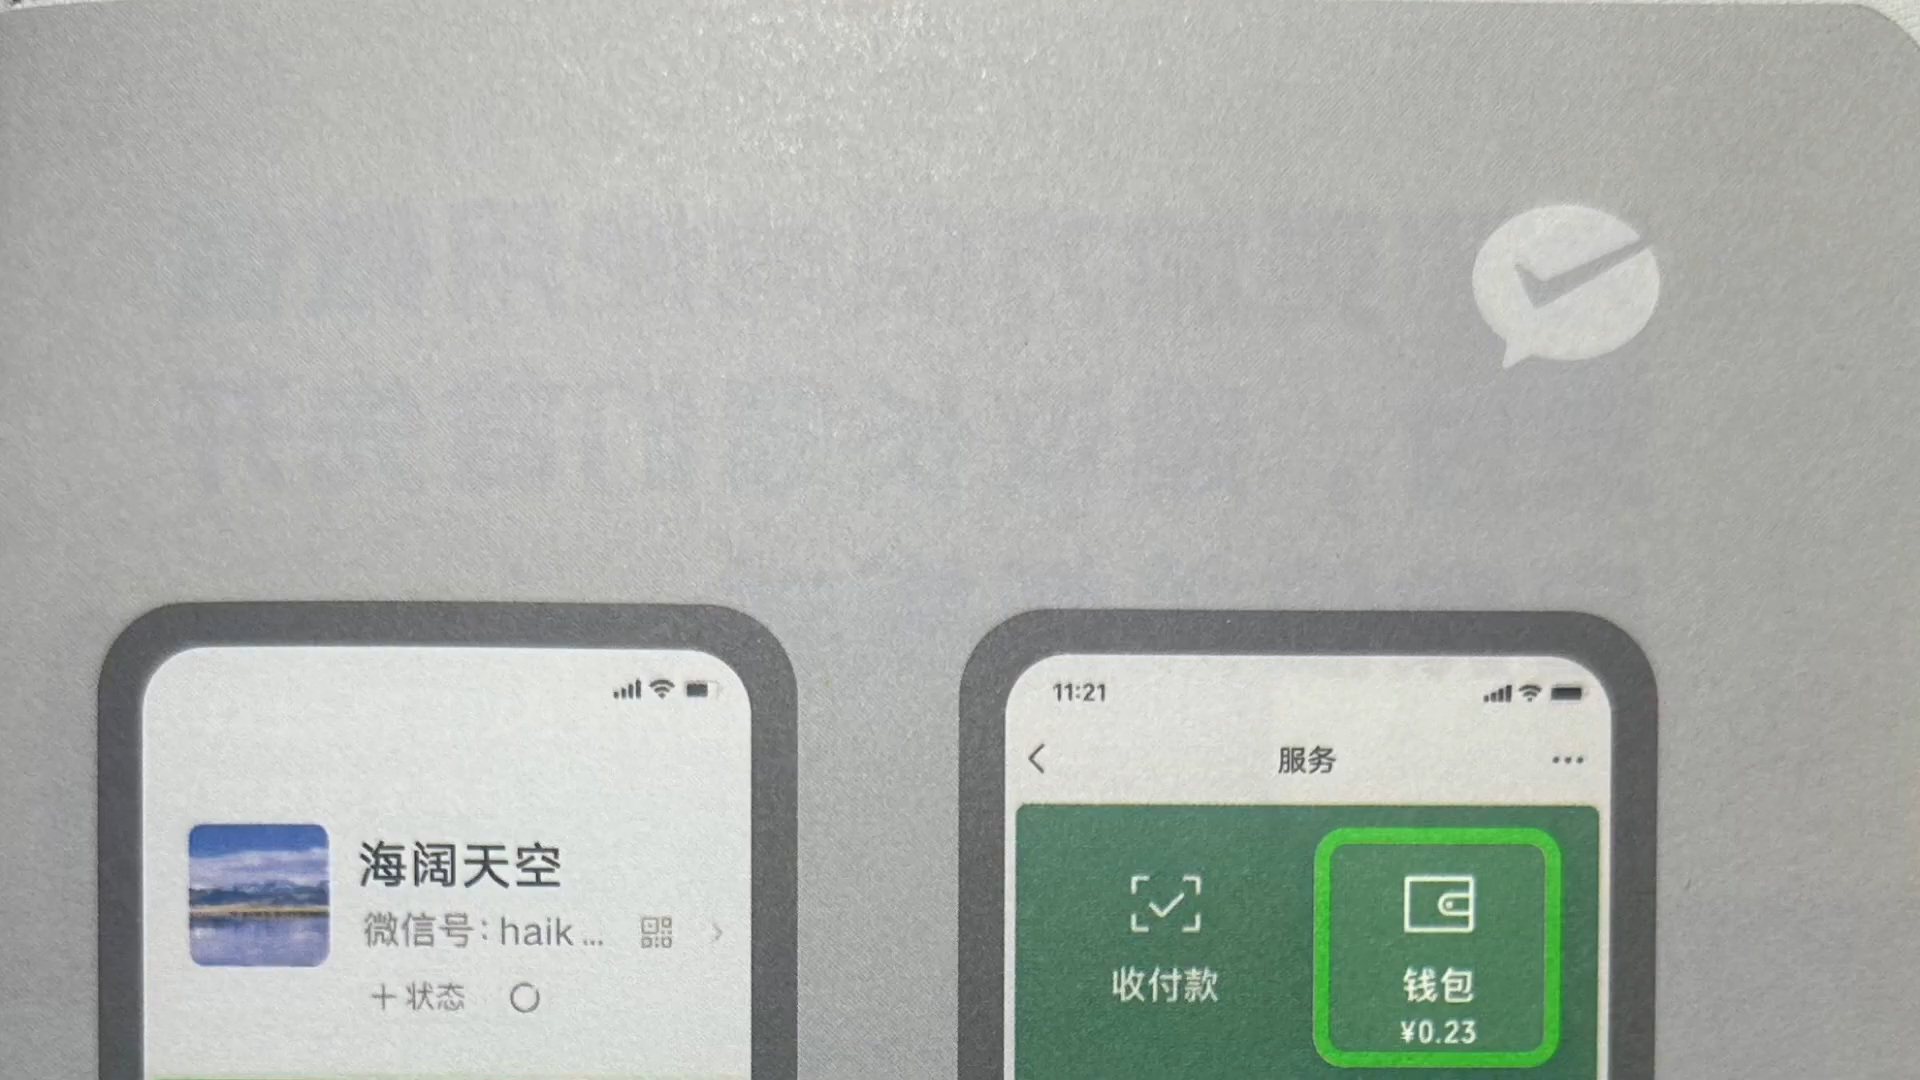 海阔天空
微信号：haik...
+ 状态
11:21
服务
收付款
钱包
¥0.23